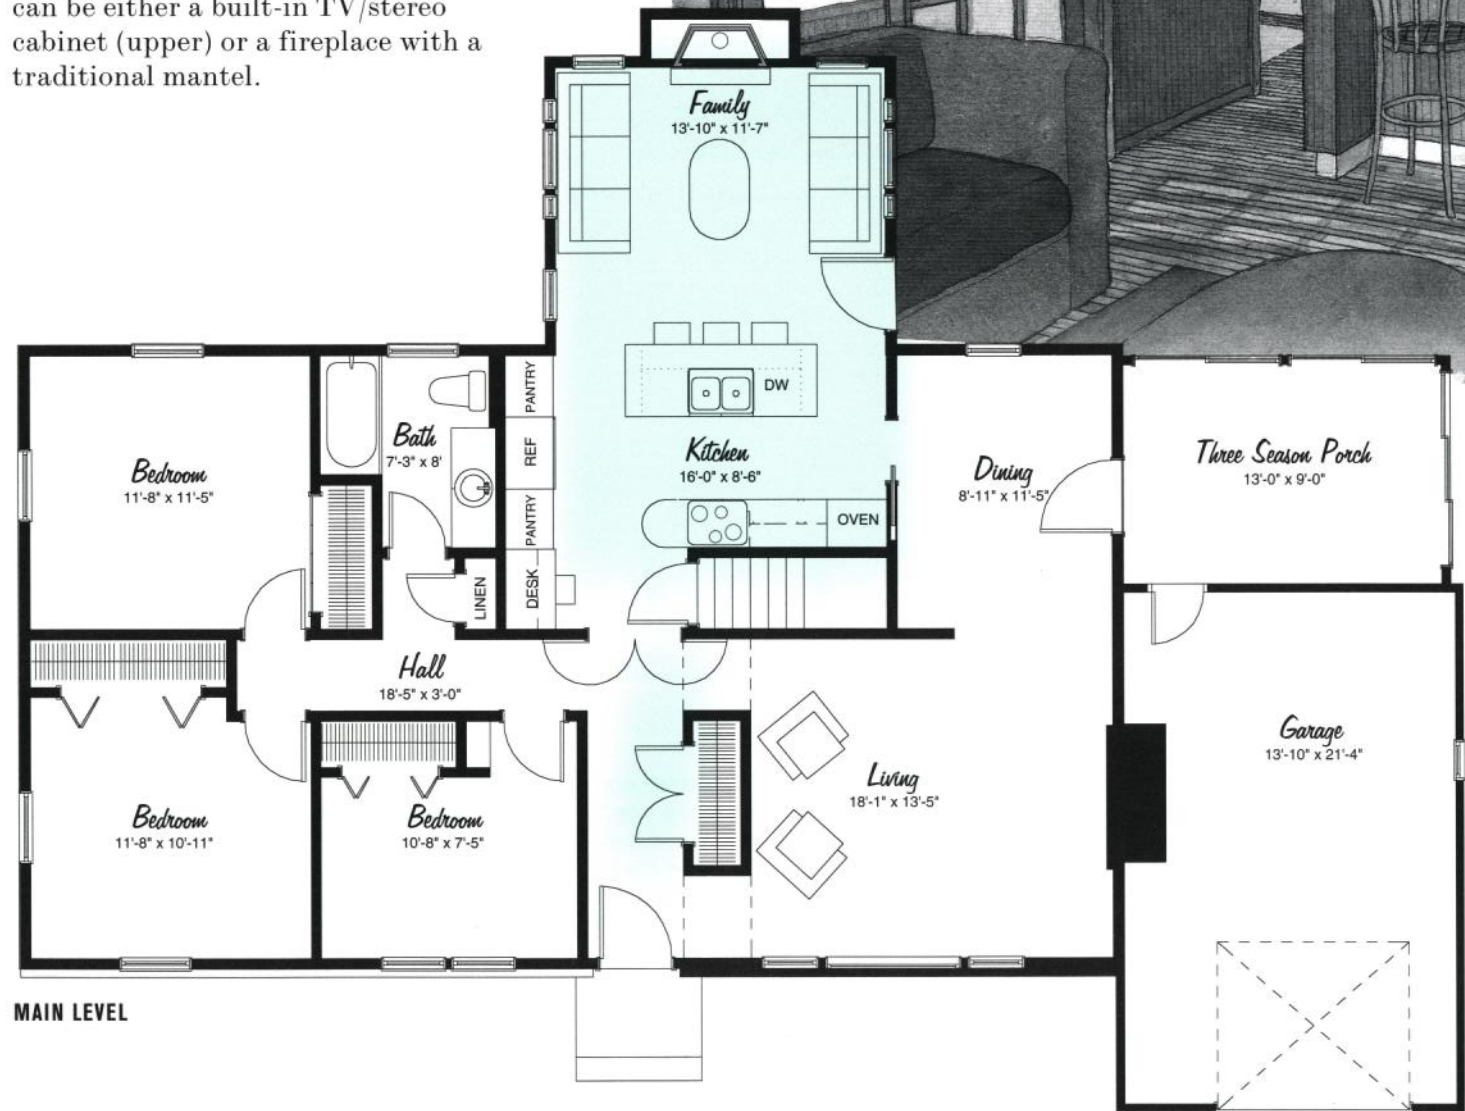 can be either a built-in TV/stereo
cabinet (upper) or a fireplace with a
traditional mantel.
Family
13'-10" x 11'-7"
PANTRY
REF
PANTRY
DESK
DW
Kitchen
16'-0" x 8'-6"
OVEN
Bath
7'-3" x 8'
LINEN
Bedroom
11'-8" x 11'-5"
Dining
8'-11" x 11'-5"
Three Season Porch
13'-0" x 9'-0"
Hall
18'-5" x 3'-0"
Garage
13'-10" x 21'-4"
Living
18'-1" x 13'-5"
Bedroom
11'-8" x 10'-11"
Bedroom
10'-8" x 7'-5"
MAIN LEVEL